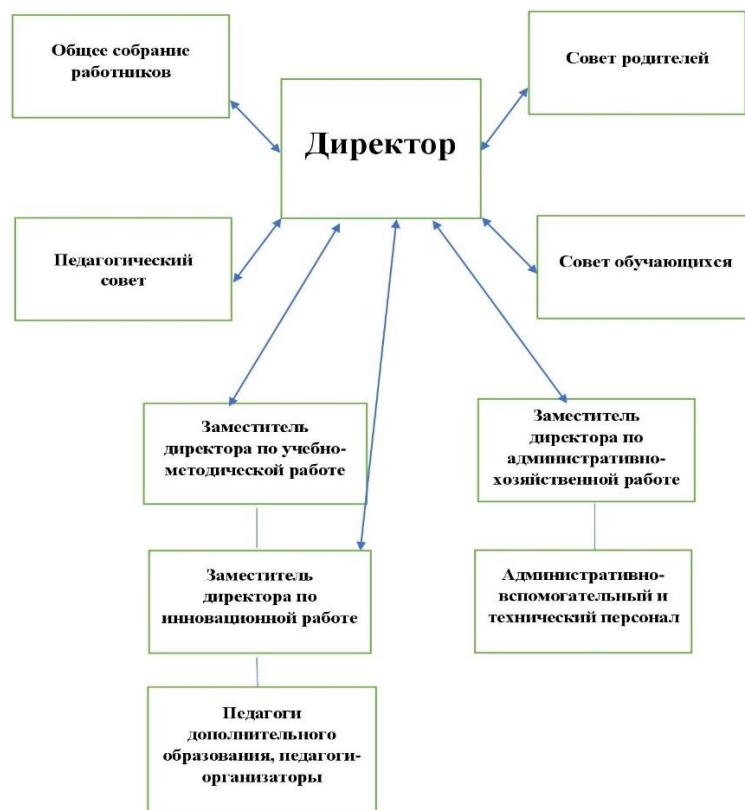 Общее собрание
работников
Совет родителей
Директор
Педагогический
совет
Совет обучающихся
Заместитель
директора по учебно-
методической работе
Заместитель
директора по
административно-
хозяйственной работе
Заместитель
директора по
инновационной работе
Административно-
вспомогательный и
технический персонал
Педагоги
дополнительного
образования, педагоги-
организаторы